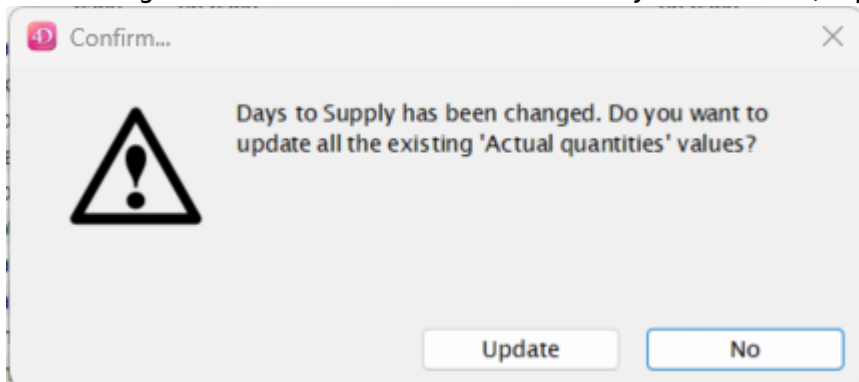 Confirm...
Days to Supply has been changed. Do you want to
update all the existing 'Actual quantities' values?
Update
No